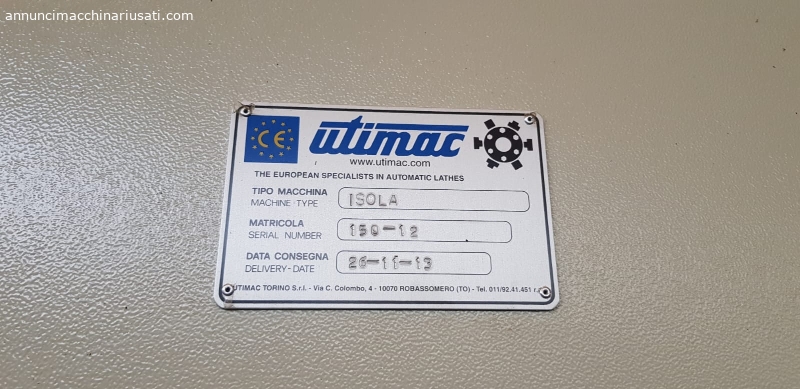 annuncimacchinariusati.com
CE
utimac
www.utimac.com
THE EUROPEAN SPECIALISTS IN AUTOMATIC LATHES
TIPO MACCHINA
MACHINE TYPE
ISOLA
MATRICOLA
SERIAL NUMBER
150-12
DATA CONSEGNA
DELIVERY-DATE
26-11-13
UTIMAC TORINO S.r.l. - Via C. Colombo, 4 - 10070 ROBASSOMERO (TO) - Tel. 011/92.41.451